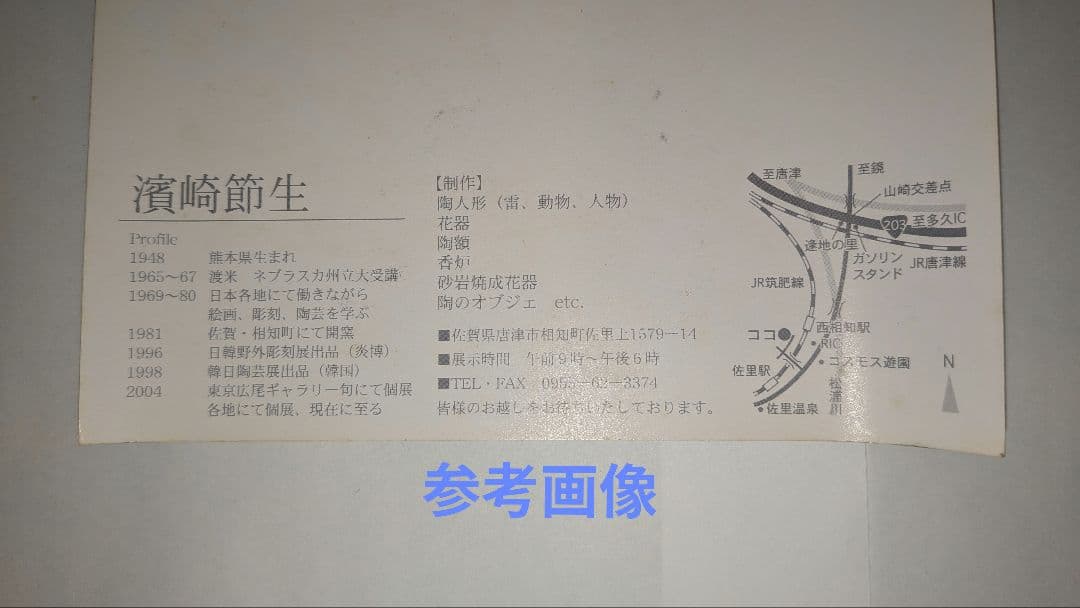 濱崎節生
Profile
1948 熊本県生まれ
1965〜67 渡米 ネブラスカ州立大受講
1969〜80 日本各地にて働きながら
絵画、彫刻、陶芸を学ぶ
1981 佐賀・相知町にて開窯
1996 日韓野外彫刻展出品（炎博）
1998 韓日陶芸展出品（韓国）
2004 東京広尾ギャラリー旬にて個展
各地にて個展、現在に至る
【制作】
陶人形（雷、動物、人物）
花器
陶額
香炉
砂岩焼成花器
陶のオブジェ etc.
■佐賀県唐津市相知町佐里上1579－14
■展示時間 午前9時〜午後6時
■TEL・FAX 0955－62－3374
皆様のお越しをお待ちいたしております。
至唐津
至鏡
山崎交差点
203
至多久IC
逢地の里
ガソリン
スタンド
JR唐津線
JR筑肥線
ココ
西相知駅
RIC
コスモス遊園
佐里駅
松浦川
佐里温泉
N
参考画像